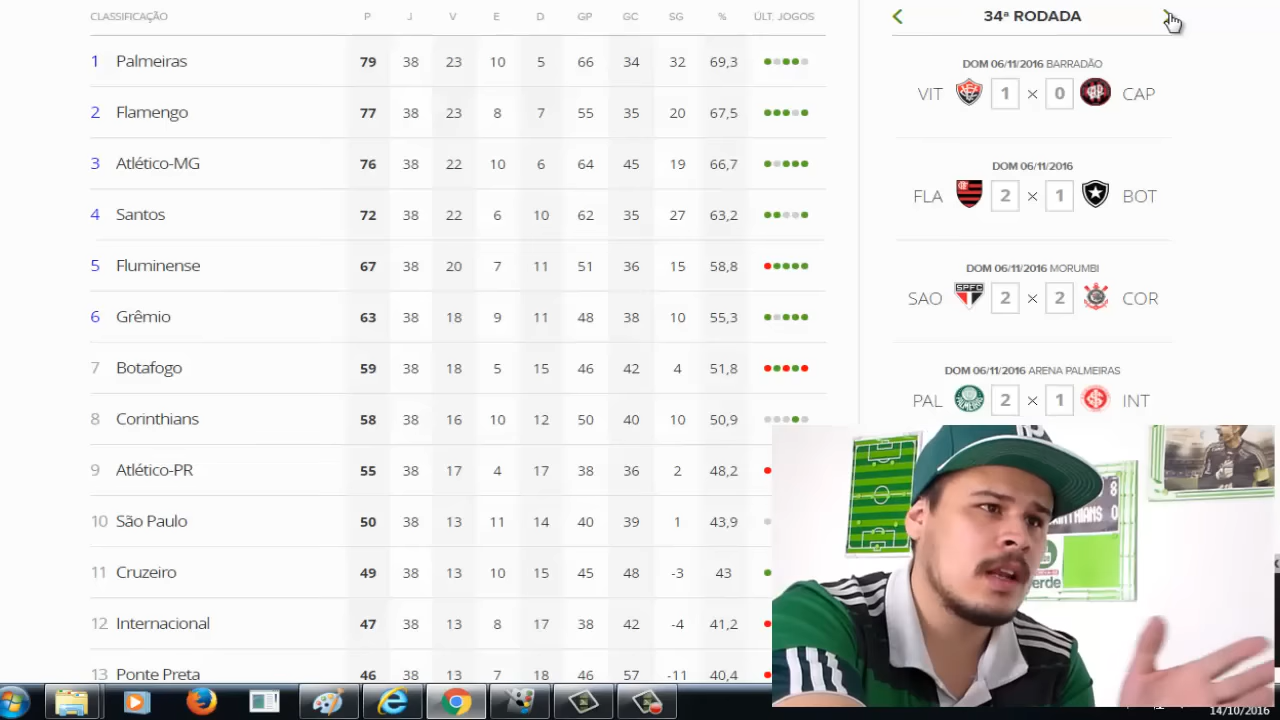 CLASSIFICAÇÃO P J V E D GP GC SG % ÚLT. JOGOS
1 Palmeiras 79 38 23 10 5 66 34 32 69,3
2 Flamengo 77 38 23 8 7 55 35 20 67,5
3 Atlético-MG 76 38 22 10 6 64 45 19 66,7
4 Santos 72 38 22 6 10 62 35 27 63,2
5 Fluminense 67 38 20 7 11 51 36 15 58,8
6 Grêmio 63 38 18 9 11 48 38 10 55,3
7 Botafogo 59 38 18 5 15 46 42 4 51,8
8 Corinthians 58 38 16 10 12 50 40 10 50,9
9 Atlético-PR 55 38 17 4 17 38 36 2 48,2
10 São Paulo 50 38 13 11 14 40 39 1 43,9
11 Cruzeiro 49 38 13 10 15 45 48 -3 43
12 Internacional 47 38 13 8 17 38 42 -4 41,2
13 Ponte Preta 46 38 13 7 18 46 57 -11 40,4
34ª RODADA
DOM 06/11/2016 BARRADÃO
VIT 1 × 0 CAP
DOM 06/11/2016
FLA 2 × 1 BOT
DOM 06/11/2016 MORUMBI
SAO SPFC 2 × 2 COR
DOM 06/11/2016 ARENA PALMEIRAS
PAL 2 × 1 INT
8
INTHIANS 0
erde
14/10/2016